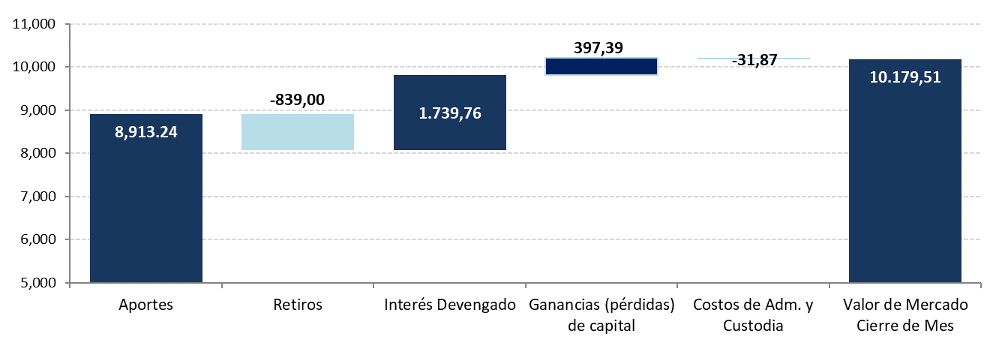 11,000
10,000
9,000
8,000
7,000
6,000
5,000
8,913.24
-839,00
1.739,76
397,39
-31,87
10.179,51
Aportes
Retiros
Interés Devengado
Ganancias (pérdidas)
de capital
Costos de Adm. y
Custodia
Valor de Mercado
Cierre de Mes